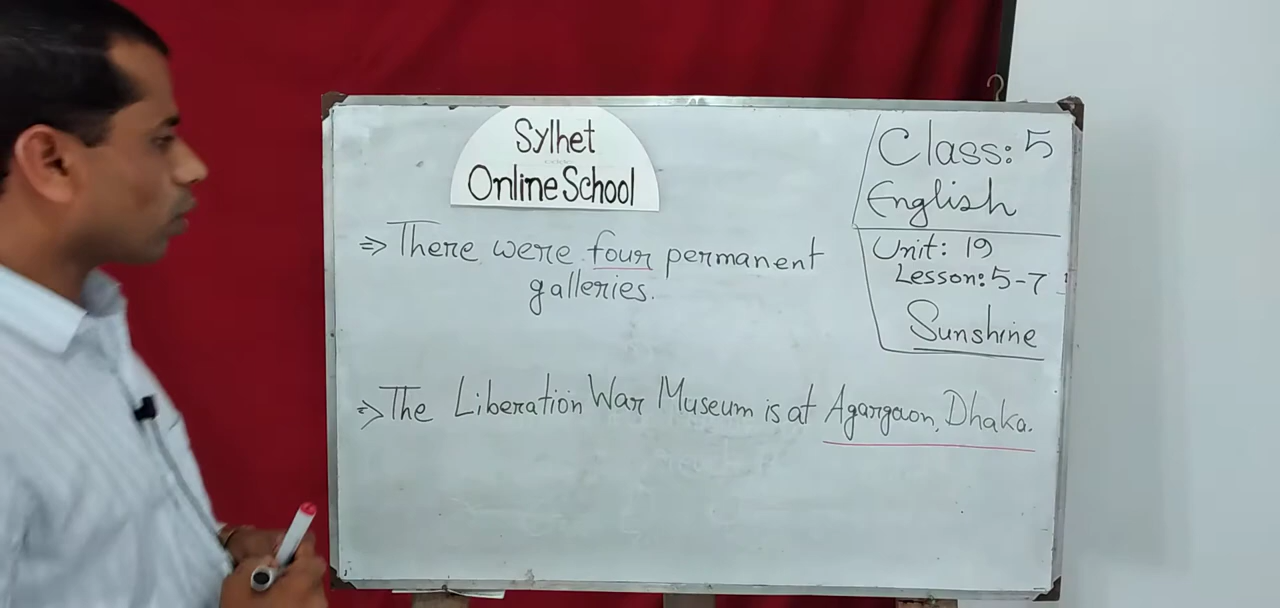 Sylhet
Online School
Class: 5
English
Unit: 19
Lesson: 5-7
Sunshine
⇒ There were four permanent
galleries.
⇒ The Liberation War Museum is at Agargaon, Dhaka.